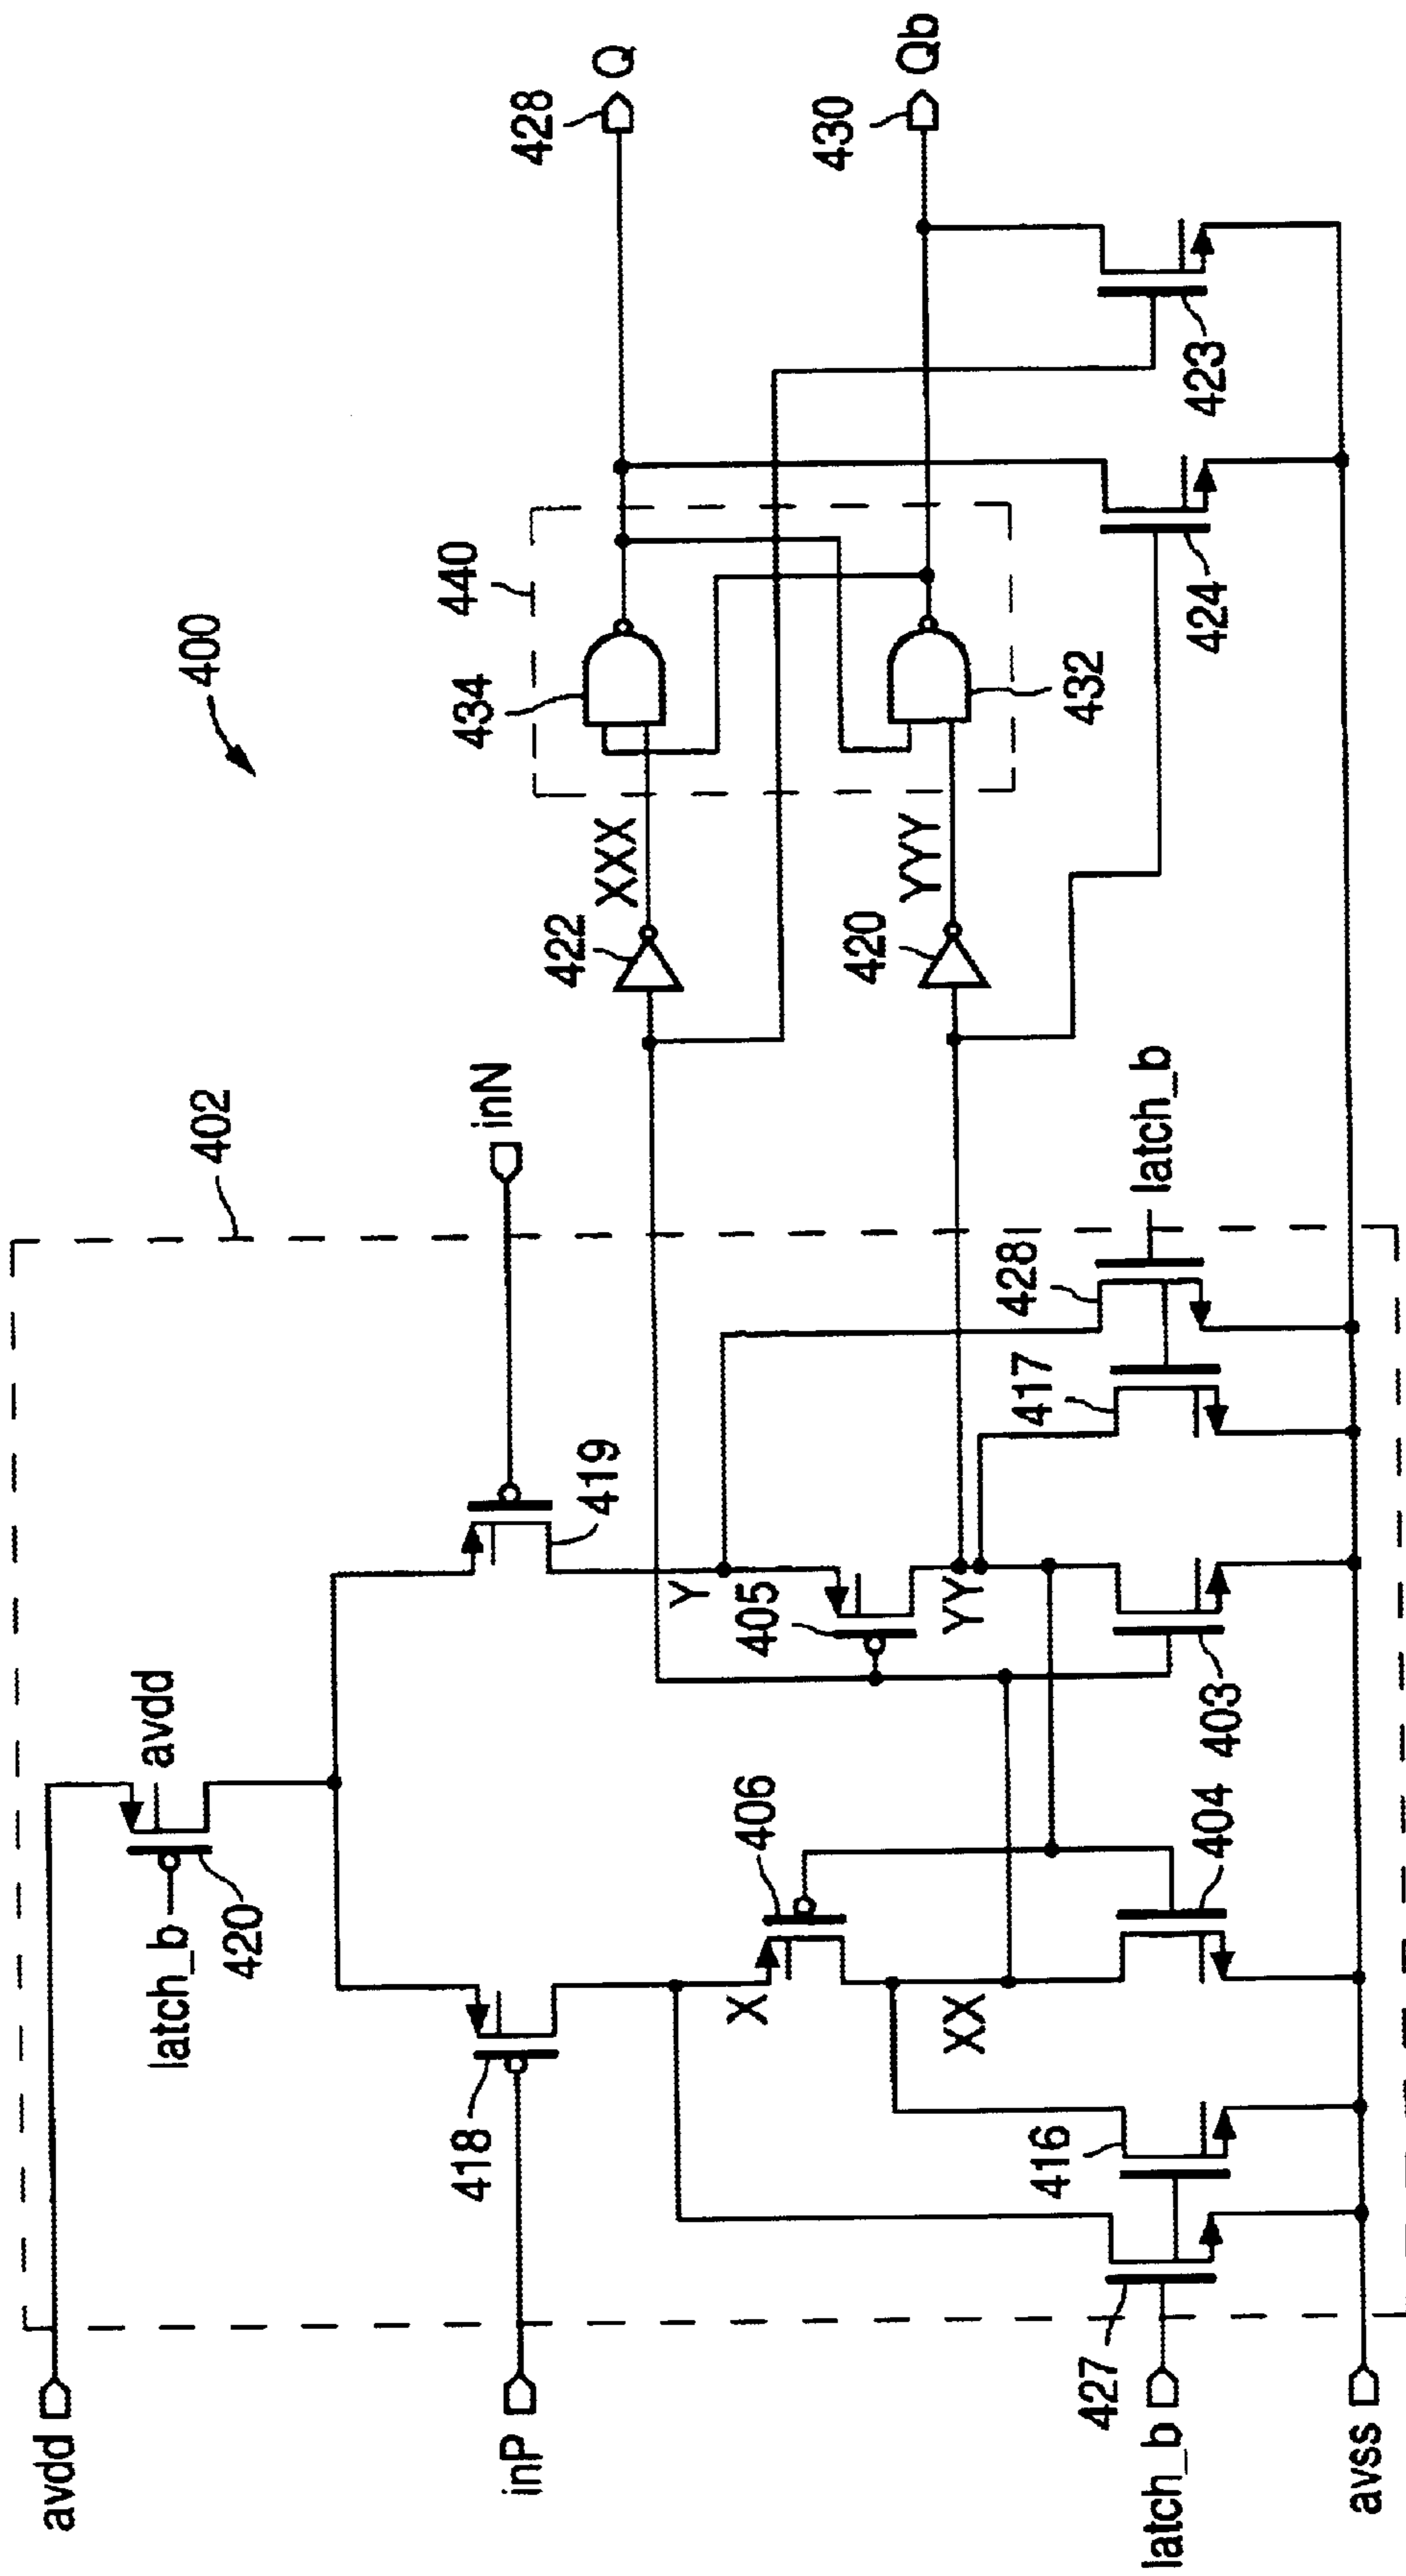 400
402
avdd
latch_b
420
avdd
inP
418
419
inN
X
406
Y
405
XX
YY
404
403
427
416
417
428
latch_b
latch_b
avss
422
XXX
420
YYY
434
440
432
424
423
428
Q
430
Qb